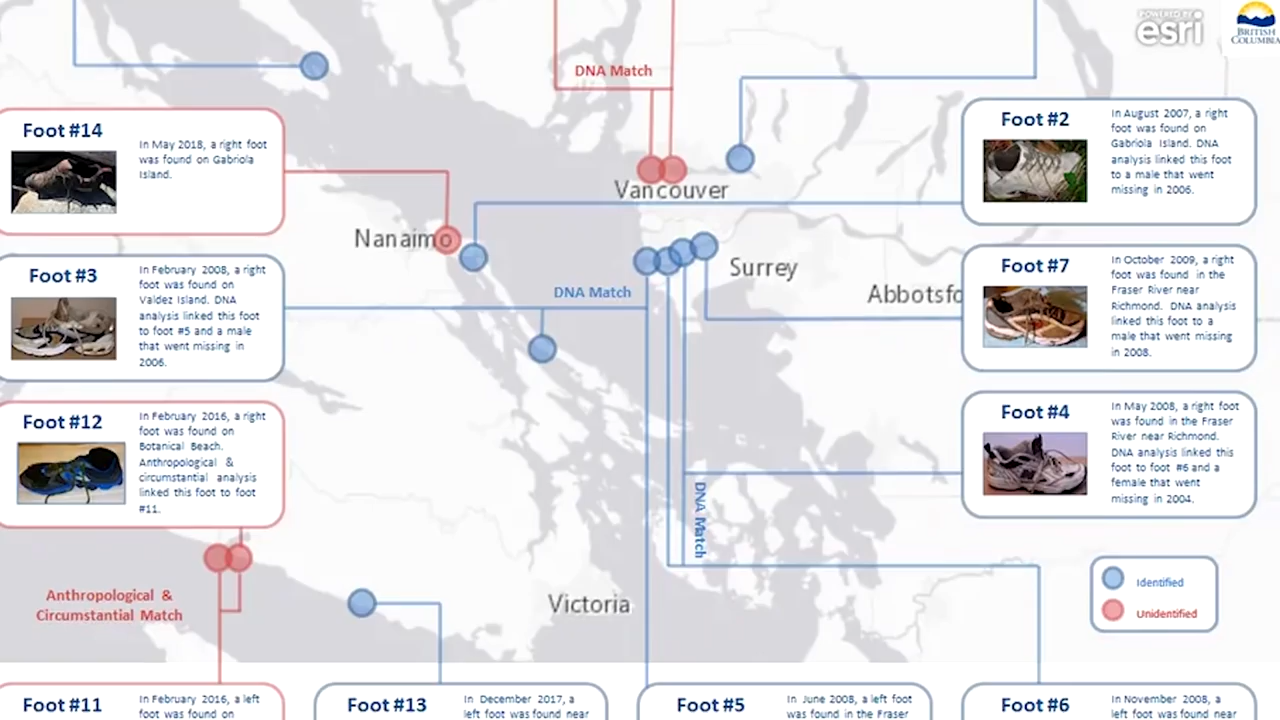 POWERED BY
esri
BRITISH
COLUMBIA
DNA Match
Foot #14
In May 2018, a right foot
was found on Gabriola
Island.
Foot #2
In August 2007, a right
foot was found on
Gabriola Island. DNA
analysis linked this foot
to a male that went
missing in 2006.
Vancouver
Nanaimo
Foot #3
In February 2008, a right
foot was found on
Valdez Island. DNA
analysis linked this foot
to foot #5 and a male
that went missing in
2006.
DNA Match
Surrey
Abbotsfo
Foot #7
In October 2009, a right
foot was found in the
Fraser River near
Richmond. DNA analysis
linked this foot to a
male that went missing
in 2008.
Foot #12
In February 2016, a right
foot was found on
Botanical Beach.
Anthropological &
circumstantial analysis
linked this foot to foot
#11.
Foot #4
In May 2008, a right foot
was found in the Fraser
River near Richmond.
DNA analysis linked this
foot to foot #6 and a
female that went
missing in 2004.
DNA Match
Anthropological &
Circumstantial Match
Victoria
Identified
Unidentified
Foot #11
In February 2016, a left
foot was found on
Foot #13
In December 2017, a
left foot was found near
Foot #5
In June 2008, a left foot
was found in the Fraser
Foot #6
In November 2008, a
left foot was found near